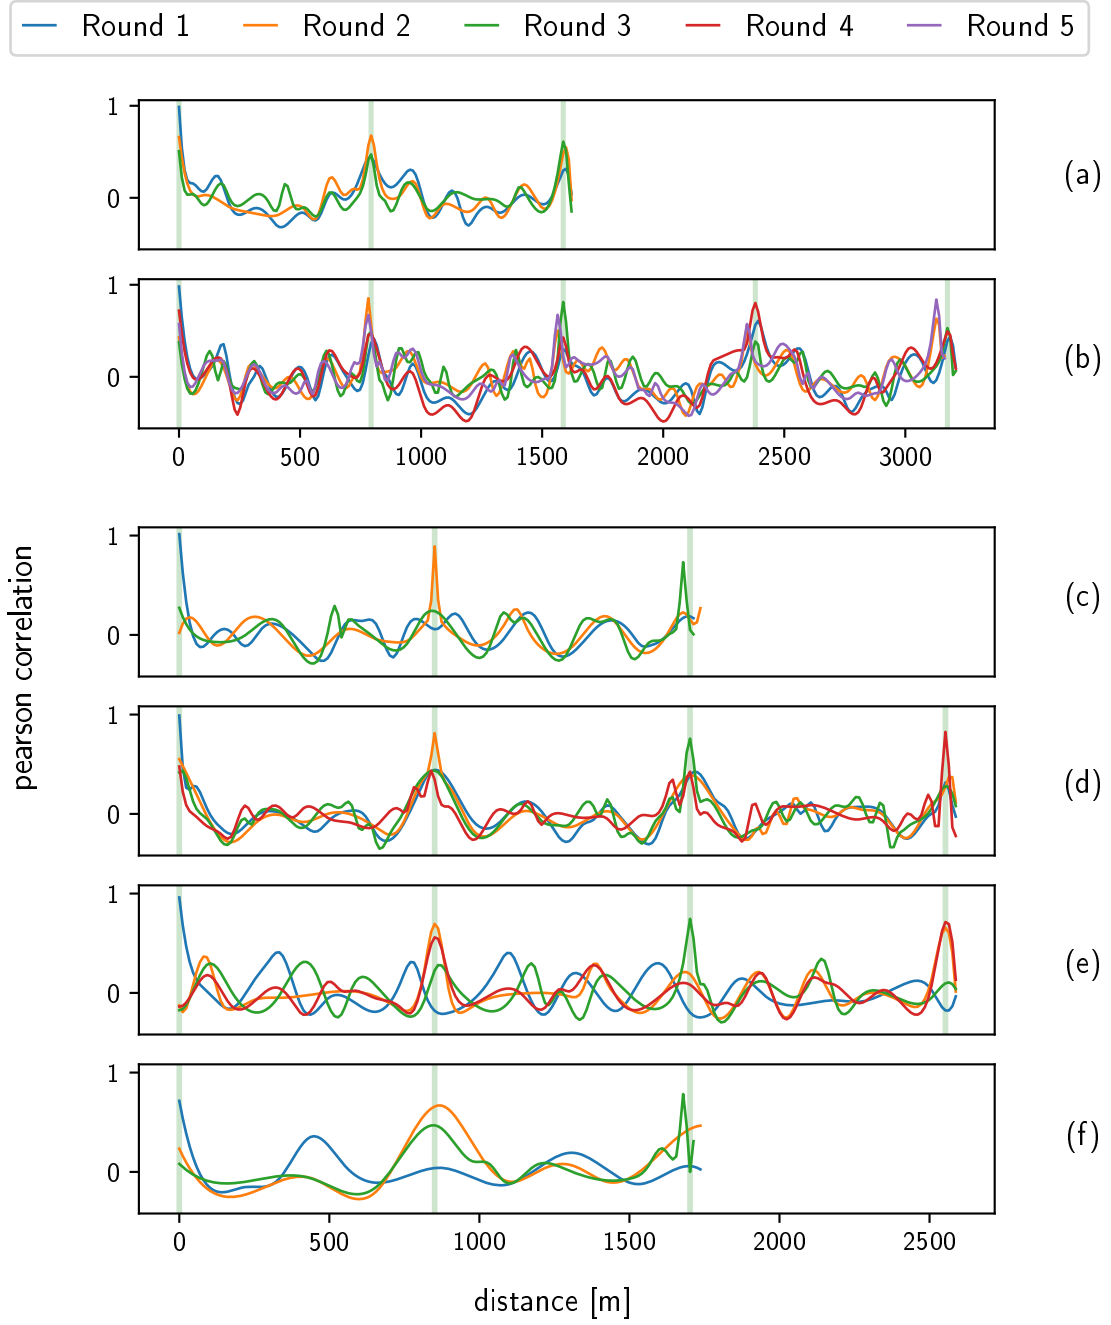 Round 1 Round 2 Round 3 Round 4 Round 5
1
0
(a)
1
0
(b)
0 500 1000 1500 2000 2500 3000
pearson correlation
1
0
(c)
1
0
(d)
1
0
(e)
1
0
(f)
0 500 1000 1500 2000 2500
distance [m]